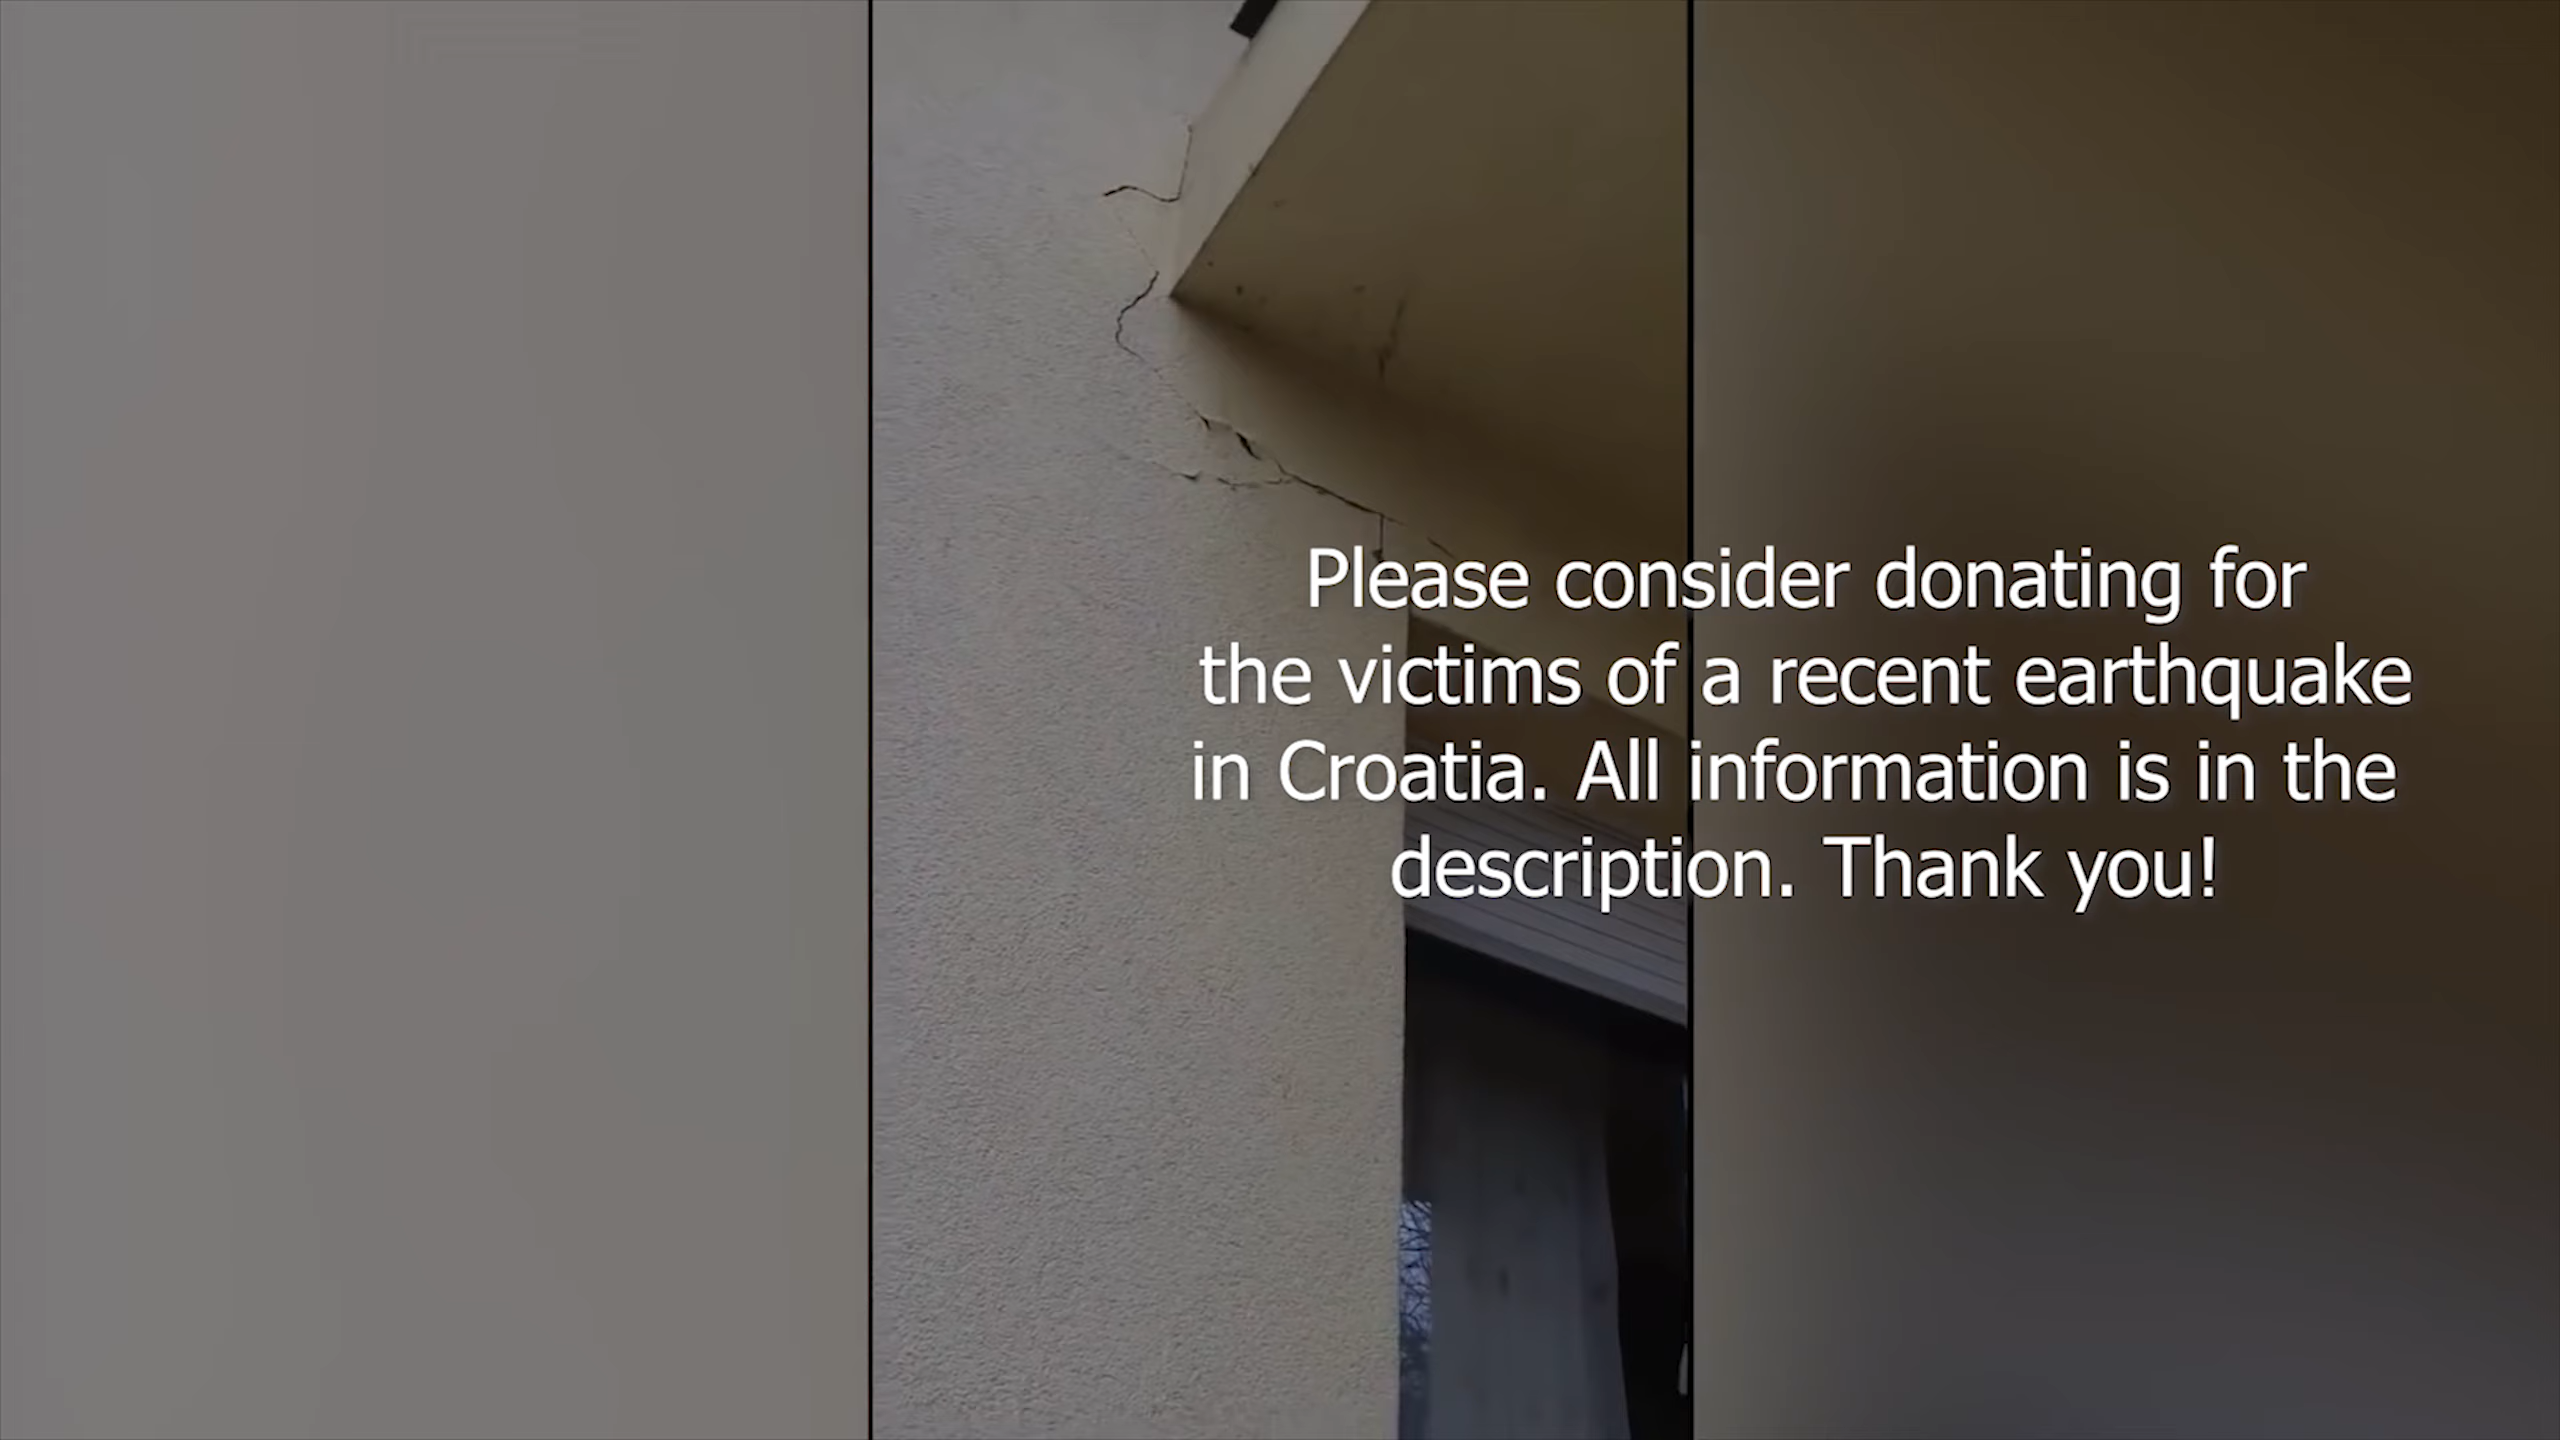 Please consider donating for
the victims of a recent earthquake
in Croatia. All information is in the
description. Thank you!